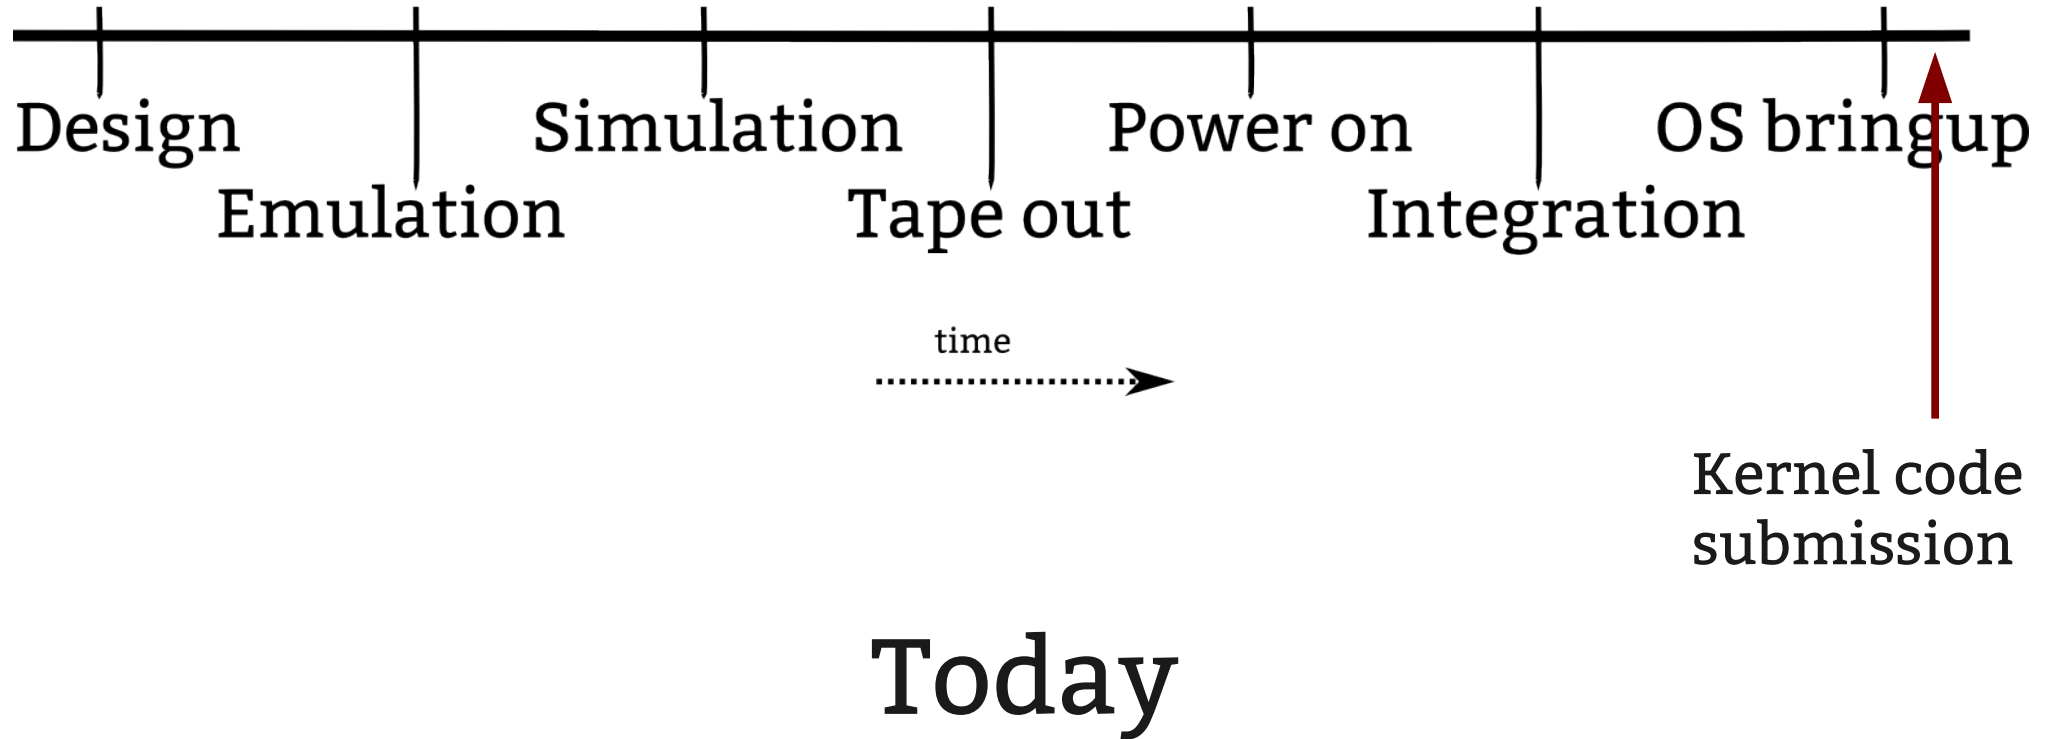 Design
Simulation
Power on
OS bringup
Emulation
Tape out
Integration
time
Kernel code
submission
Today